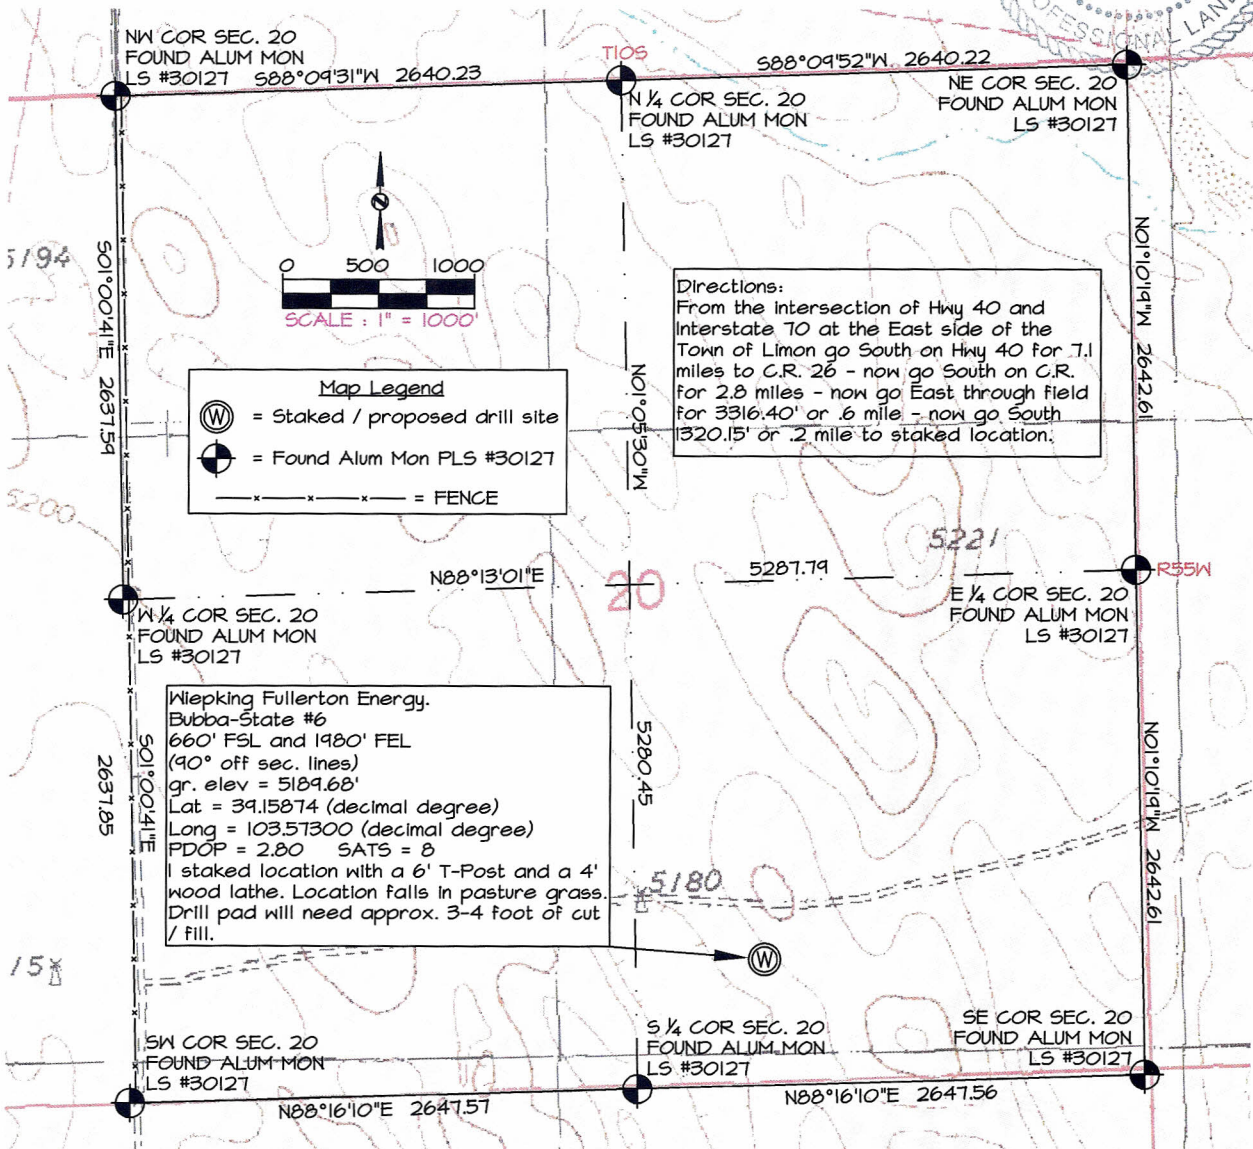 PROFESSIONAL LAN
NW COR SEC. 20
FOUND ALUM MON
LS #30127
S88°09'31"W 2640.23
T10S
S88°09'52"W 2640.22
N 1/4 COR SEC. 20
FOUND ALUM MON
LS #30127
NE COR SEC. 20
FOUND ALUM MON
LS #30127
5194
S01°00'41"E 2637.59
N
0 500 1000
SCALE : 1" = 1000'
N01°10'19"W 2642.61
Directions:
From the intersection of Hwy 40 and
Interstate 70 at the East side of the
Town of Limon go South on Hwy 40 for 7.1
miles to C.R. 26 - now go South on C.R.
for 2.8 miles - now go East through field
for 3316.40' or .6 mile - now go South
1320.15' or .2 mile to staked location.
Map Legend
W = Staked / proposed drill site
= Found Alum Mon PLS #30127
= FENCE
N01°05'30"W
5200
5221
N88°13'01"E
5287.79
20
R55W
W 1/4 COR SEC. 20
FOUND ALUM MON
LS #30127
E 1/4 COR SEC. 20
FOUND ALUM MON
LS #30127
Wiepking Fullerton Energy.
Bubba-State #6
660' FSL and 1980' FEL
(90° off sec. lines)
gr. elev = 5189.68'
Lat = 39.15874 (decimal degree)
Long = 103.57300 (decimal degree)
PDOP = 2.80 SATS = 8
I staked location with a 6' T-Post and a 4'
wood lathe. Location falls in pasture grass.
Drill pad will need approx. 3-4 foot of cut
/ fill.
S01°00'41"E
2637.85
5280.45
N01°10'19"W 2642.61
5180
W
15
SW COR SEC. 20
FOUND ALUM MON
LS #30127
S 1/4 COR SEC. 20
FOUND ALUM MON
LS #30127
SE COR SEC. 20
FOUND ALUM MON
LS #30127
N88°16'10"E 2647.57
N88°16'10"E 2647.56